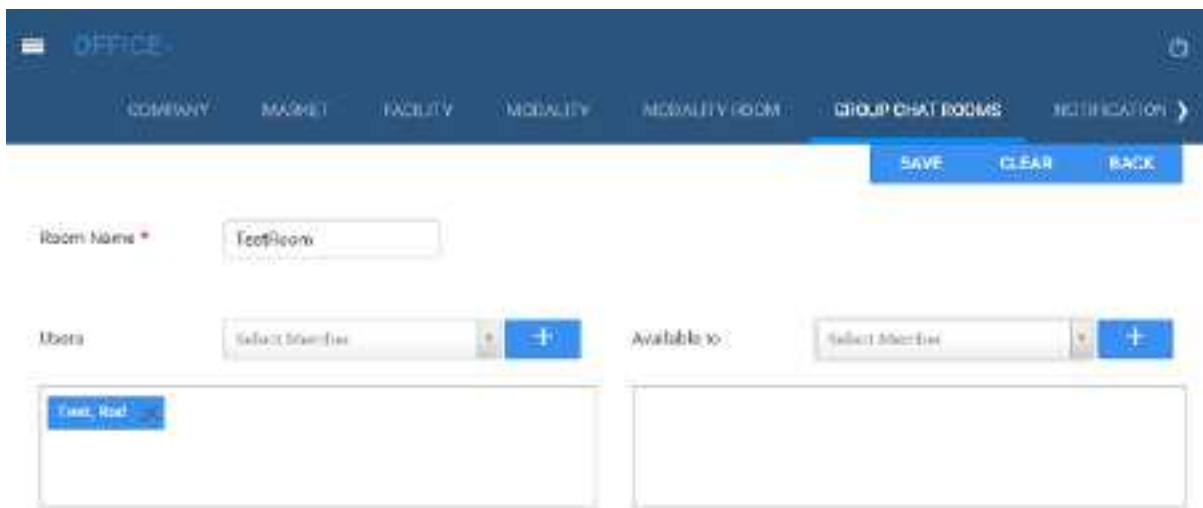 OFFICE
COMPANY MARKET FACILITY MODALITY MODALITY ROOM GROUP CHAT ROOMS NOTIFICATION
SAVE CLEAR BACK
Room Name * TestRoom
Users Select Member + Available to Select Member +
Test, Rad